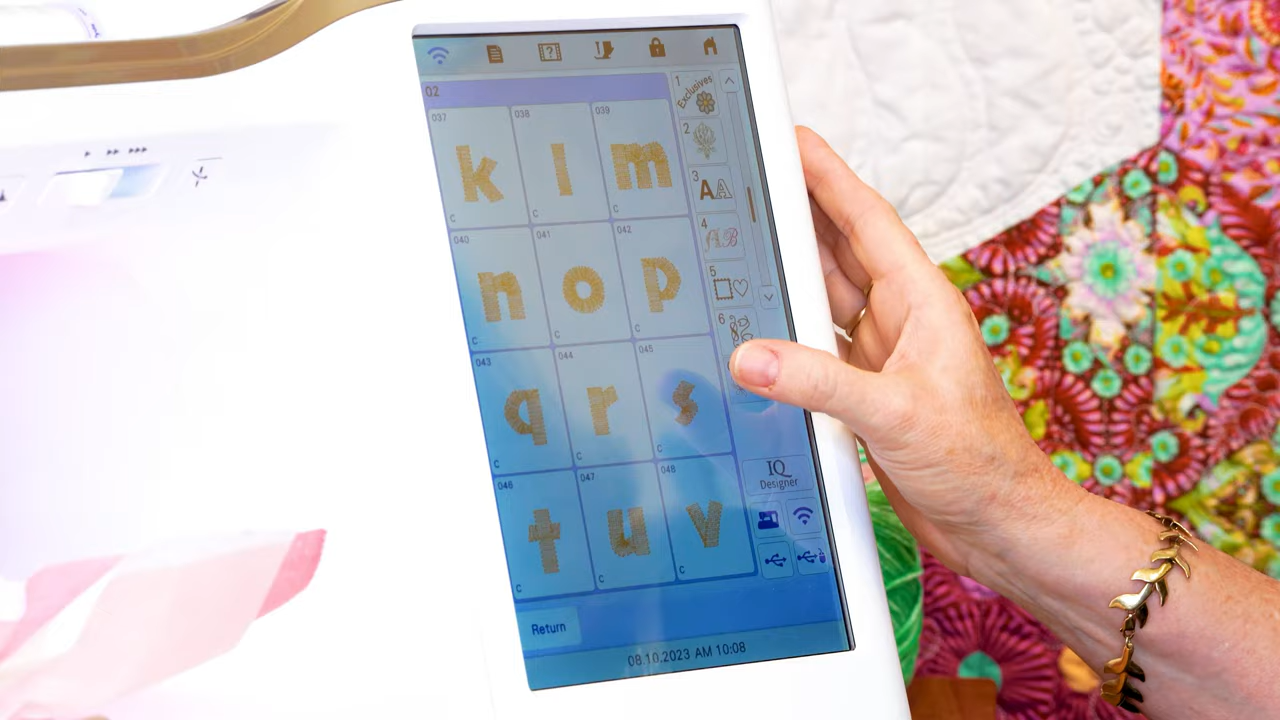 02
037 038 039
k l m
C C C
040 041 042
n o p
C C C
043 044 045
q r s
C C C
046 047 048
t u v
C C C
1 Exclusives
2
3 AA
4 AB
5
6
IQ
Designer
Return
08.10.2023 AM 10:08